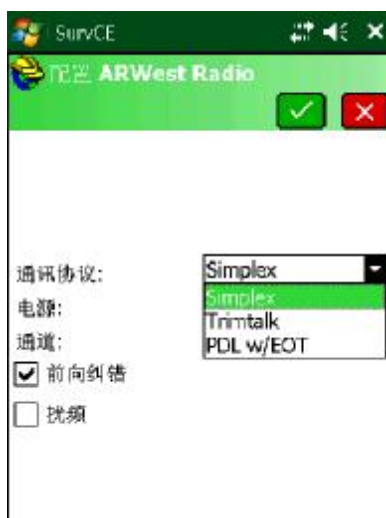 SurvCE
配置 ARWest Radio
通讯协议: Simplex
Simplex
电源: Trimtalk
通道: PDL w/EOT
前向纠错
扰频